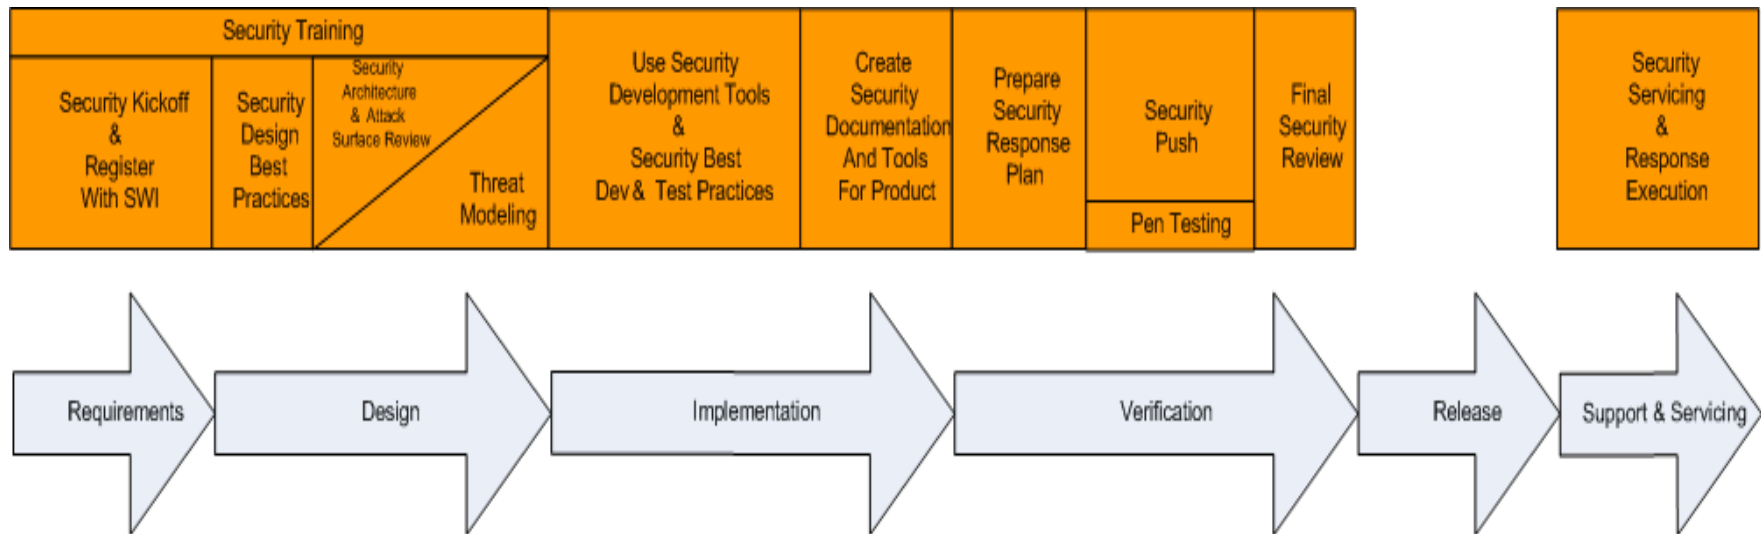 Security Training
Security Kickoff
&
Register
With SWI
Security
Design
Best
Practices
Security
Architecture
& Attack
Surface Review
Threat
Modeling
Use Security
Development Tools
&
Security Best
Dev & Test Practices
Create
Security
Documentation
And Tools
For Product
Prepare
Security
Response
Plan
Security
Push
Pen Testing
Final
Security
Review
Security
Servicing
&
Response
Execution
Requirements
Design
Implementation
Verification
Release
Support & Servicing